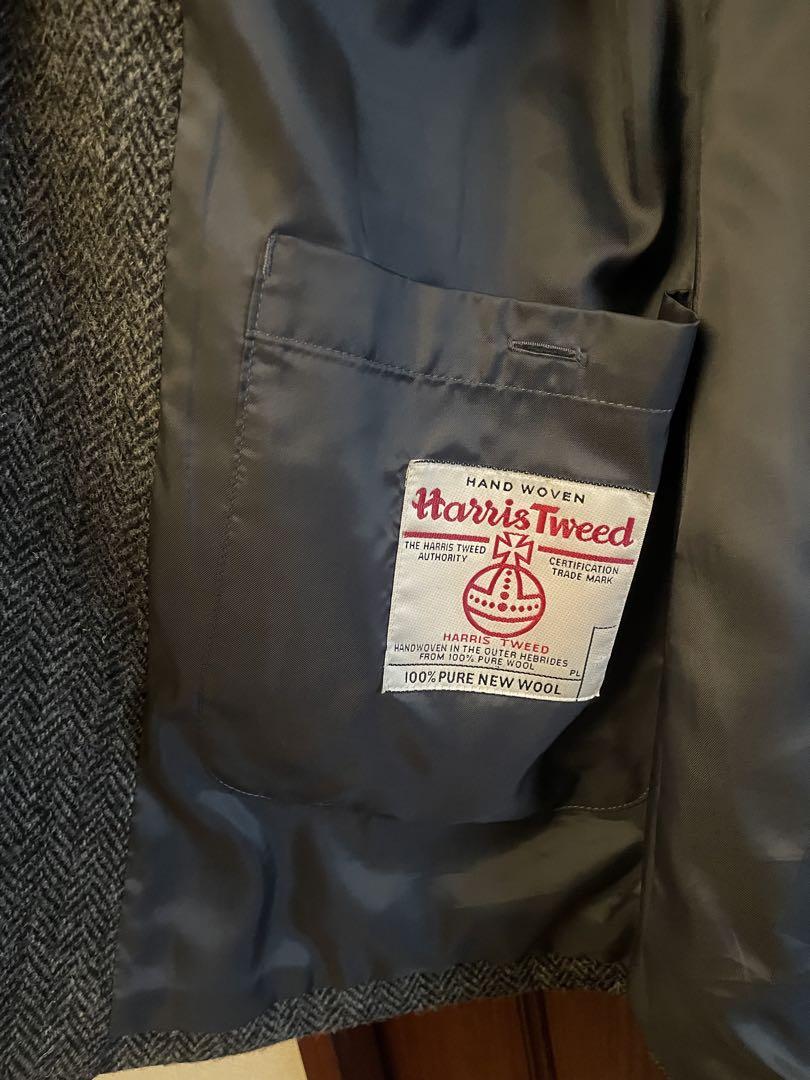 HAND WOVEN
Harris Tweed
THE HARRIS TWEED AUTHORITY
CERTIFICATION TRADE MARK
HARRIS TWEED
HANDWOVEN IN THE OUTER HEBRIDES
FROM 100% PURE WOOL
PL
100% PURE NEW WOOL